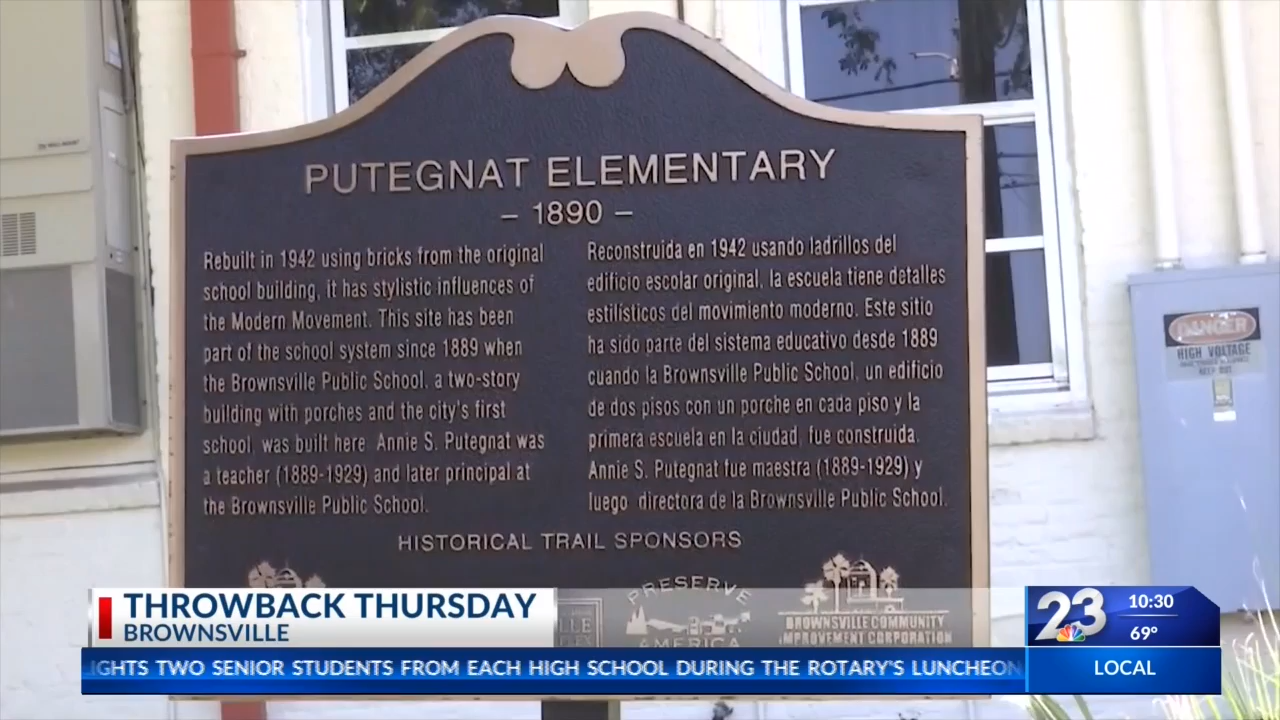 PUTEGNAT ELEMENTARY
– 1890 –
Rebuilt in 1942 using bricks from the original
school building, it has stylistic influences of
the Modern Movement. This site has been
part of the school system since 1889 when
the Brownsville Public School, a two-story
building with porches and the city's first
school, was built here. Annie S. Putegnat was
a teacher (1889-1929) and later principal at
the Brownsville Public School.
Reconstruida en 1942 usando ladrillos del
edificio escolar original, la escuela tiene detalles
estilísticos del movimiento moderno. Este sitio
ha sido parte del sistema educativo desde 1889
cuando la Brownsville Public School, un edificio
de dos pisos con un porche en cada piso y la
primera escuela en la ciudad, fue construida.
Annie S. Putegnat fue maestra (1889-1929) y
luego directora de la Brownsville Public School.
HISTORICAL TRAIL SPONSORS
PRESERVE
AMERICA
BROWNSVILLE COMMUNITY
IMPROVEMENT CORPORATION
DANGER
HIGH VOLTAGE
KEEP OUT
THROWBACK THURSDAY
BROWNSVILLE
IGHTS TWO SENIOR STUDENTS FROM EACH HIGH SCHOOL DURING THE ROTARY'S LUNCHEON
23
10:30
69°
LOCAL